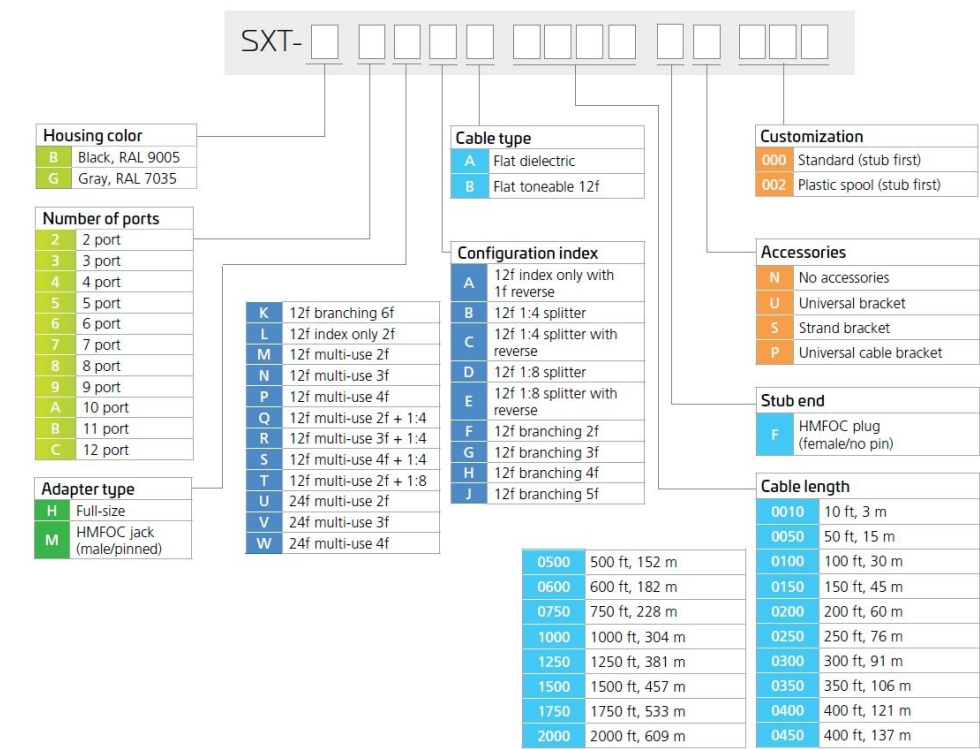 SXT-
Housing color
B Black, RAL 9005
G Gray, RAL 7035
Number of ports
2 2 port
3 3 port
4 4 port
5 5 port
6 6 port
7 7 port
8 8 port
9 9 port
A 10 port
B 11 port
C 12 port
Adapter type
H Full-size
M HMFOC jack
(male/pinned)
K 12f branching 6f
L 12f index only 2f
M 12f multi-use 2f
N 12f multi-use 3f
P 12f multi-use 4f
Q 12f multi-use 2f + 1:4
R 12f multi-use 3f + 1:4
S 12f multi-use 4f + 1:4
T 12f multi-use 2f + 1:8
U 24f multi-use 2f
V 24f multi-use 3f
W 24f multi-use 4f
Cable type
A Flat dielectric
B Flat toneable 12f
Configuration index
A 12f index only with
1f reverse
B 12f 1:4 splitter
C 12f 1:4 splitter with
reverse
D 12f 1:8 splitter
E 12f 1:8 splitter with
reverse
F 12f branching 2f
G 12f branching 3f
H 12f branching 4f
J 12f branching 5f
Customization
000 Standard (stub first)
002 Plastic spool (stub first)
Accessories
N No accessories
U Universal bracket
S Strand bracket
P Universal cable bracket
Stub end
F HMFOC plug
(female/no pin)
Cable length
0010 10 ft, 3 m
0050 50 ft, 15 m
0100 100 ft, 30 m
0150 150 ft, 45 m
0200 200 ft, 60 m
0250 250 ft, 76 m
0300 300 ft, 91 m
0350 350 ft, 106 m
0400 400 ft, 121 m
0450 400 ft, 137 m
0500 500 ft, 152 m
0600 600 ft, 182 m
0750 750 ft, 228 m
1000 1000 ft, 304 m
1250 1250 ft, 381 m
1500 1500 ft, 457 m
1750 1750 ft, 533 m
2000 2000 ft, 609 m